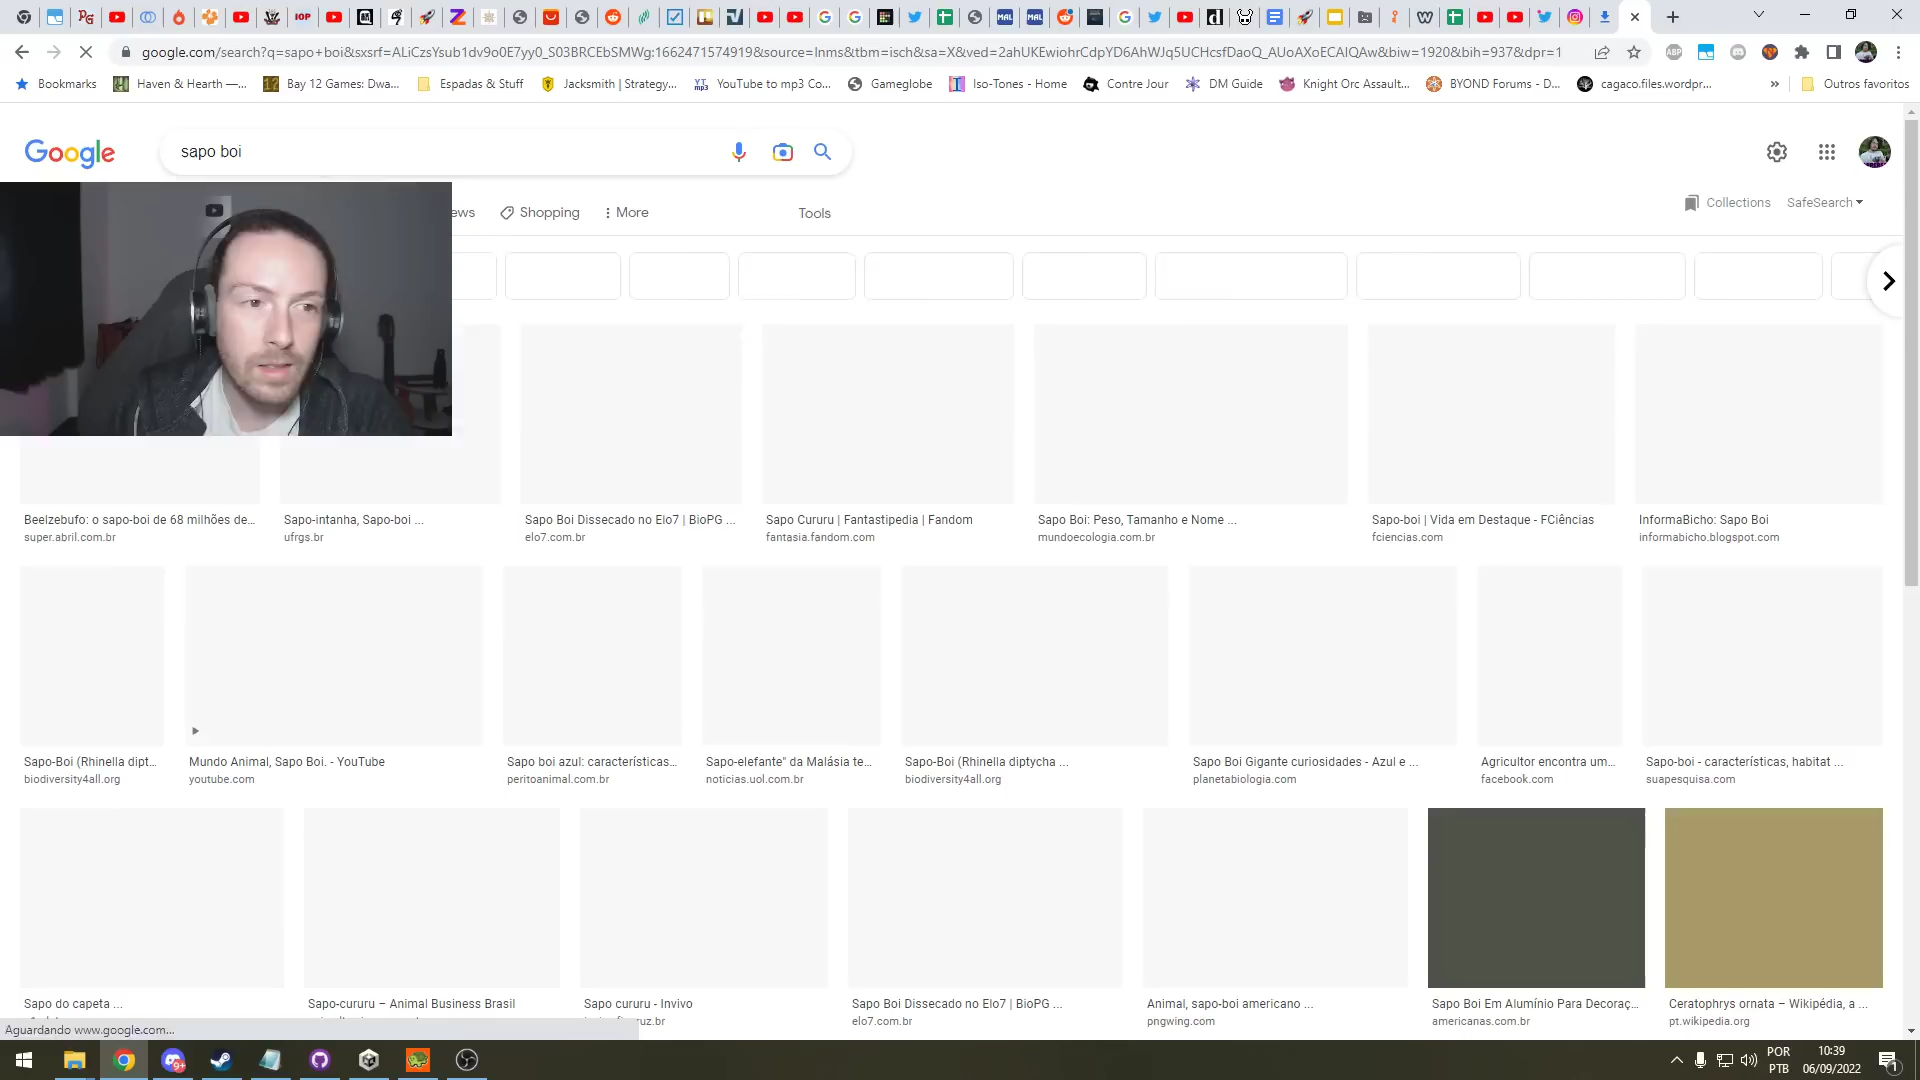 google.com/search?q=sapo+boi&sxsrf=ALiCzsYsub1dv9o0E7yy0_S03BRCEbSMWg:1662471574919&source=lnms&tbm=isch&sa=X&ved=2ahUKEwiohrCdpYD6AhWJq5UCHcsfDaoQ_AUoAXoECAIQAw&biw=1920&bih=937&dpr=1
Bookmarks
Haven & Hearth —...
Bay 12 Games: Dwa...
Espadas & Stuff
Jacksmith | Strategy...
YouTube to mp3 Co...
Gameglobe
Iso-Tones - Home
Contre Jour
DM Guide
Knight Orc Assault...
BYOND Forums - D...
cagaco.files.wordpr...
»
Outros favoritos
Google
sapo boi
ews
Shopping
More
Tools
Collections
SafeSearch
Beelzebufo: o sapo-boi de 68 milhões de...
super.abril.com.br
Sapo-intanha, Sapo-boi ...
ufrgs.br
Sapo Boi Dissecado no Elo7 | BioPG ...
elo7.com.br
Sapo Cururu | Fantastipedia | Fandom
fantasia.fandom.com
Sapo Boi: Peso, Tamanho e Nome ...
mundoecologia.com.br
Sapo-boi | Vida em Destaque - FCiências
fciencias.com
InformaBicho: Sapo Boi
informabicho.blogspot.com
Sapo-Boi (Rhinella dipt...
biodiversity4all.org
Mundo Animal, Sapo Boi. - YouTube
youtube.com
Sapo boi azul: características...
peritoanimal.com.br
Sapo-elefante" da Malásia te...
noticias.uol.com.br
Sapo-Boi (Rhinella diptycha ...
biodiversity4all.org
Sapo Boi Gigante curiosidades - Azul e ...
planetabiologia.com
Agricultor encontra um...
facebook.com
Sapo-boi - características, habitat ...
suapesquisa.com
Sapo do capeta ...
Sapo-cururu – Animal Business Brasil
Sapo cururu - Invivo
ruz.br
Sapo Boi Dissecado no Elo7 | BioPG ...
elo7.com.br
Animal, sapo-boi americano ...
pngwing.com
Sapo Boi Em Alumínio Para Decoraç...
americanas.com.br
Ceratophrys ornata – Wikipédia, a ...
pt.wikipedia.org
Aguardando www.google.com...
POR
PTB
10:39
06/09/2022